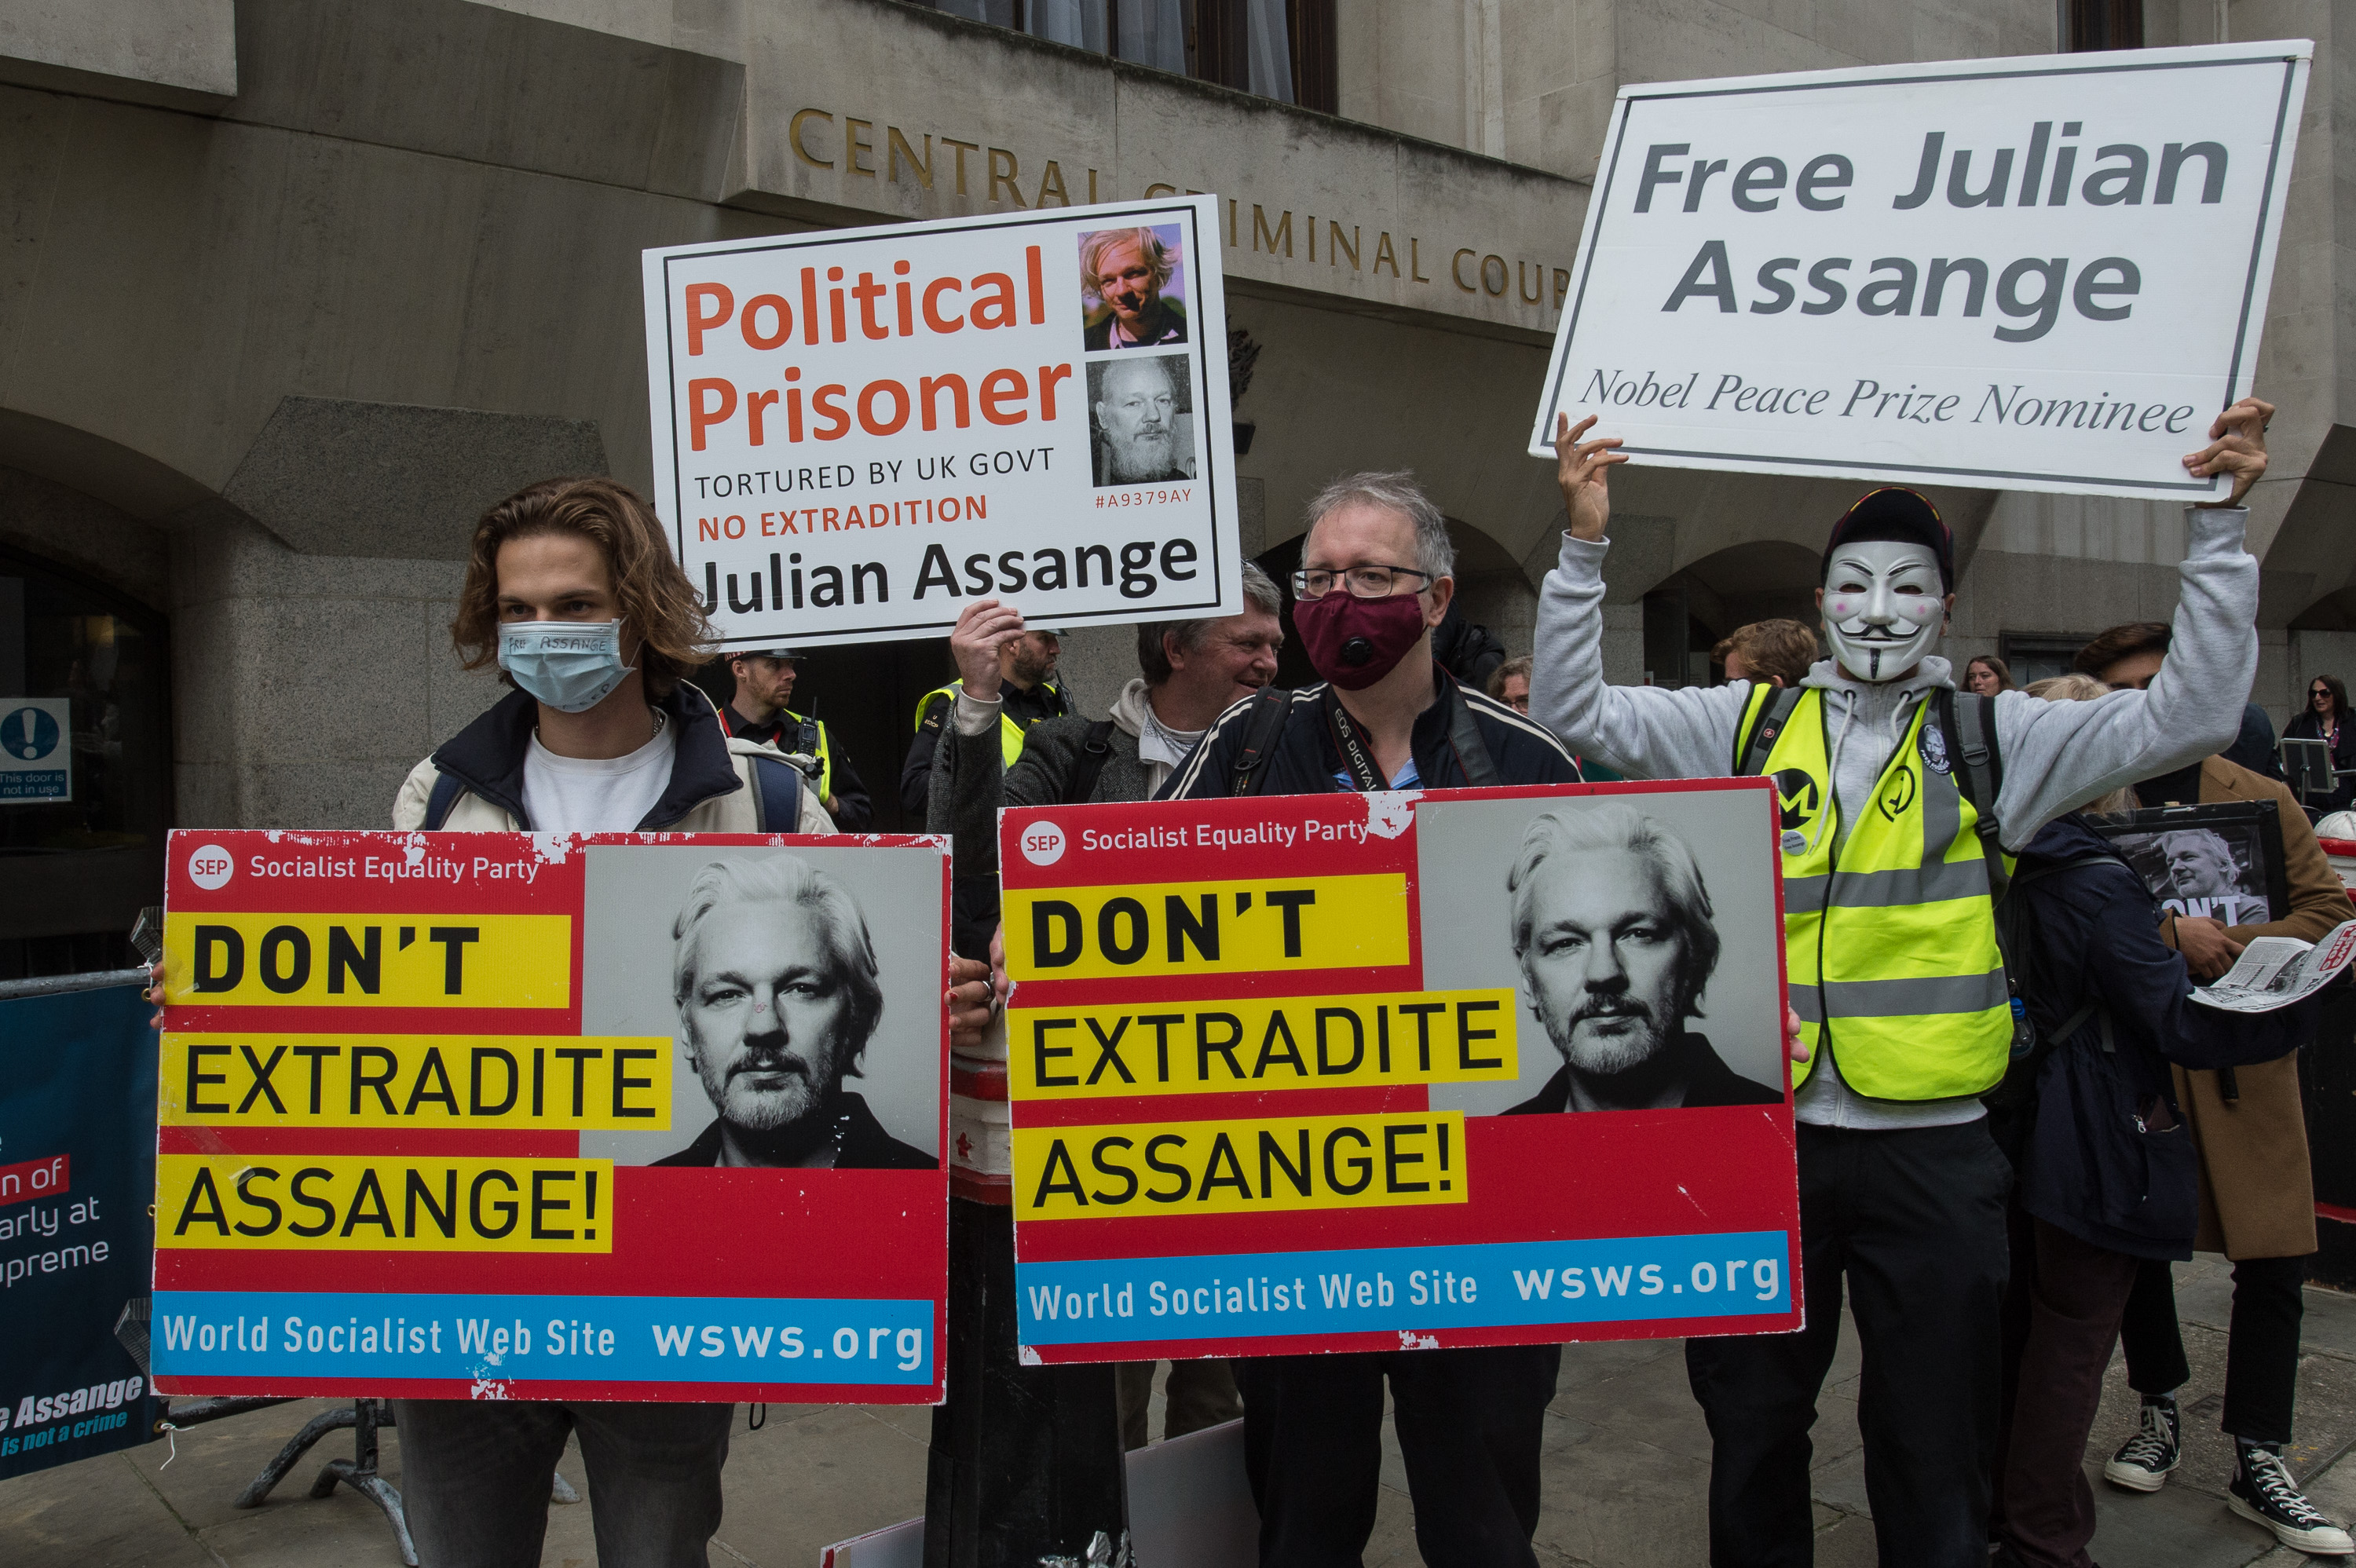 CENTRAL CRIMINAL COUR
Political
Prisoner
TORTURED BY UK GOVT
NO EXTRADITION
#A9379AY
Julian Assange
Free Julian
Assange
Nobel Peace Prize Nominee
FREE ASSANGE
SEP
EOS DIGITAL
This door is
not in use
SEP Socialist Equality Party
DON'T
EXTRADITE
ASSANGE!
World Socialist Web Site wsws.org
SEP Socialist Equality Party
DON'T
EXTRADITE
ASSANGE!
World Socialist Web Site wsws.org
ON'T
n of
arly at
upreme
e Assange
is not a crime